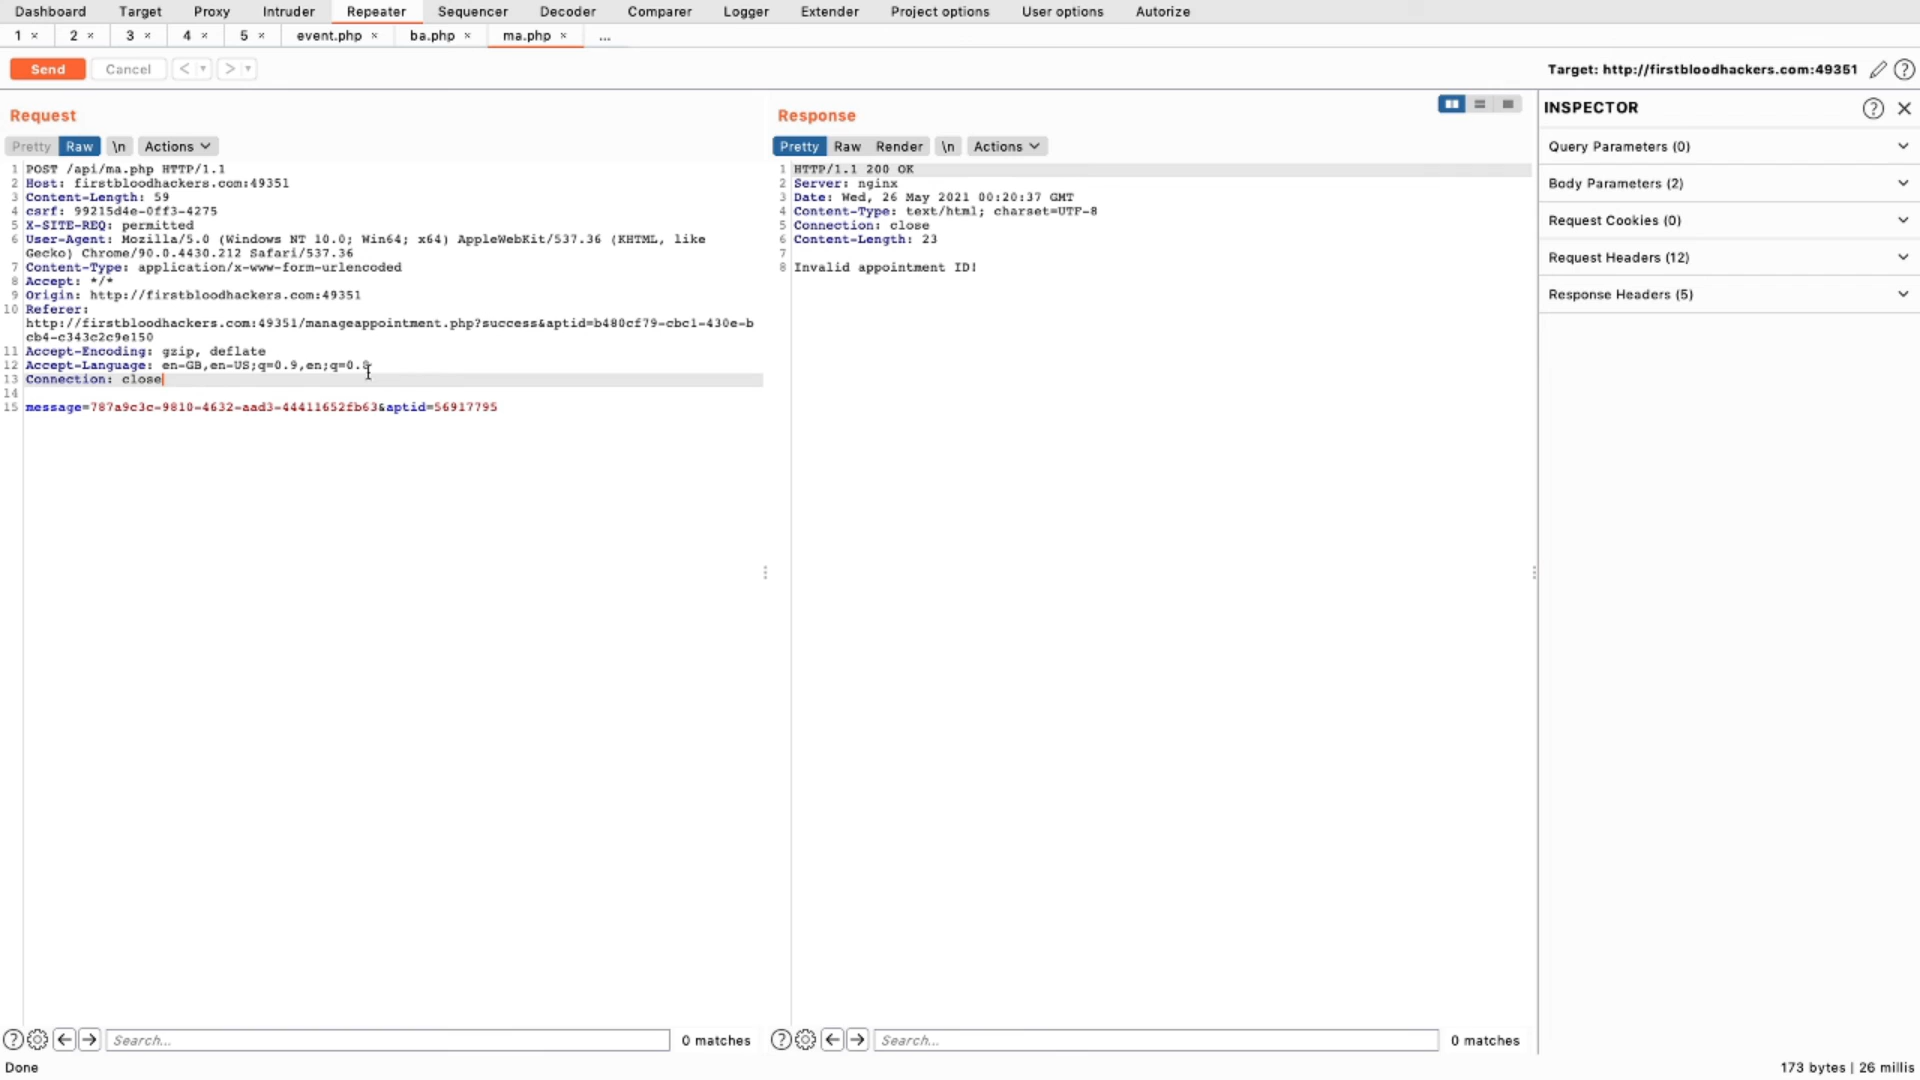 Dashboard Target Proxy Intruder Repeater Sequencer Decoder Comparer Logger Extender Project options User options Autorize
1 × 2 × 3 × 4 × 5 × event.php × ba.php × ma.php × ...
Send Cancel < > Target: http://firstbloodhackers.com:49351
Request
Pretty Raw \n Actions
1 POST /api/ma.php HTTP/1.1
2 Host: firstbloodhackers.com:49351
3 Content-Length: 59
4 csrf: 99215d4e-0ff3-4275
5 X-SITE-REQ: permitted
6 User-Agent: Mozilla/5.0 (Windows NT 10.0; Win64; x64) AppleWebKit/537.36 (KHTML, like
Gecko) Chrome/90.0.4430.212 Safari/537.36
7 Content-Type: application/x-www-form-urlencoded
8 Accept: */*
9 Origin: http://firstbloodhackers.com:49351
10 Referer:
http://firstbloodhackers.com:49351/manageappointment.php?success&aptid=b480cf79-cbc1-430e-b
cb4-c343c2c9e150
11 Accept-Encoding: gzip, deflate
12 Accept-Language: en-GB,en-US;q=0.9,en;q=0.8
13 Connection: close
14
15 message=787a9c3c-9810-4632-aad3-44411652fb63&aptid=56917795
Search... 0 matches
Response
Pretty Raw Render \n Actions
1 HTTP/1.1 200 OK
2 Server: nginx
3 Date: Wed, 26 May 2021 00:20:37 GMT
4 Content-Type: text/html; charset=UTF-8
5 Connection: close
6 Content-Length: 23
7
8 Invalid appointment ID!
Search... 0 matches
INSPECTOR
Query Parameters (0)
Body Parameters (2)
Request Cookies (0)
Request Headers (12)
Response Headers (5)
Done 173 bytes | 26 millis